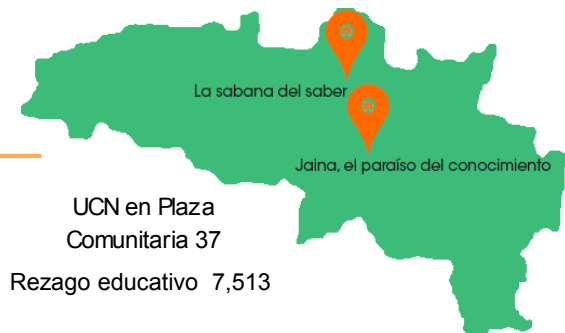 La sabana del saber
Jaina, el paraíso del conocimiento
UCN en Plaza
Comunitaria 37
Rezago educativo 7,513